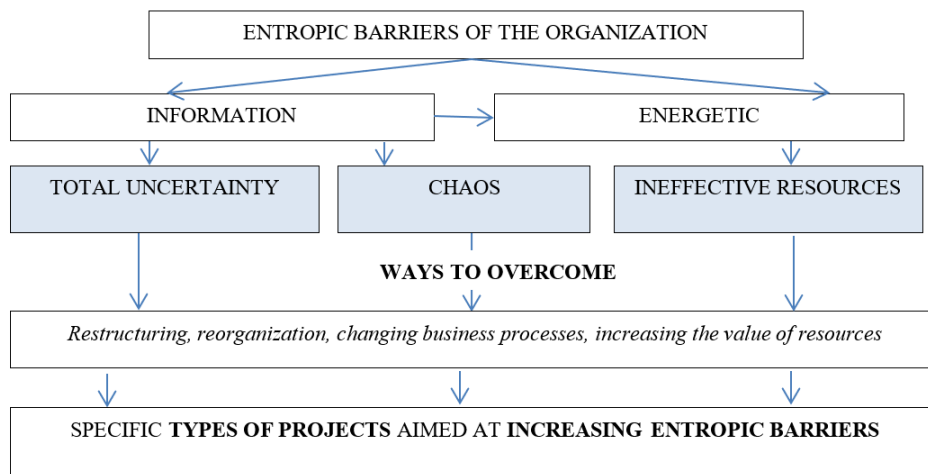 ENTROPIC BARRIERS OF THE ORGANIZATION
INFORMATION
ENERGETIC
TOTAL UNCERTAINTY
CHAOS
INEFFECTIVE RESOURCES
WAYS TO OVERCOME
Restructuring, reorganization, changing business processes, increasing the value of resources
SPECIFIC TYPES OF PROJECTS AIMED AT INCREASING ENTROPIC BARRIERS